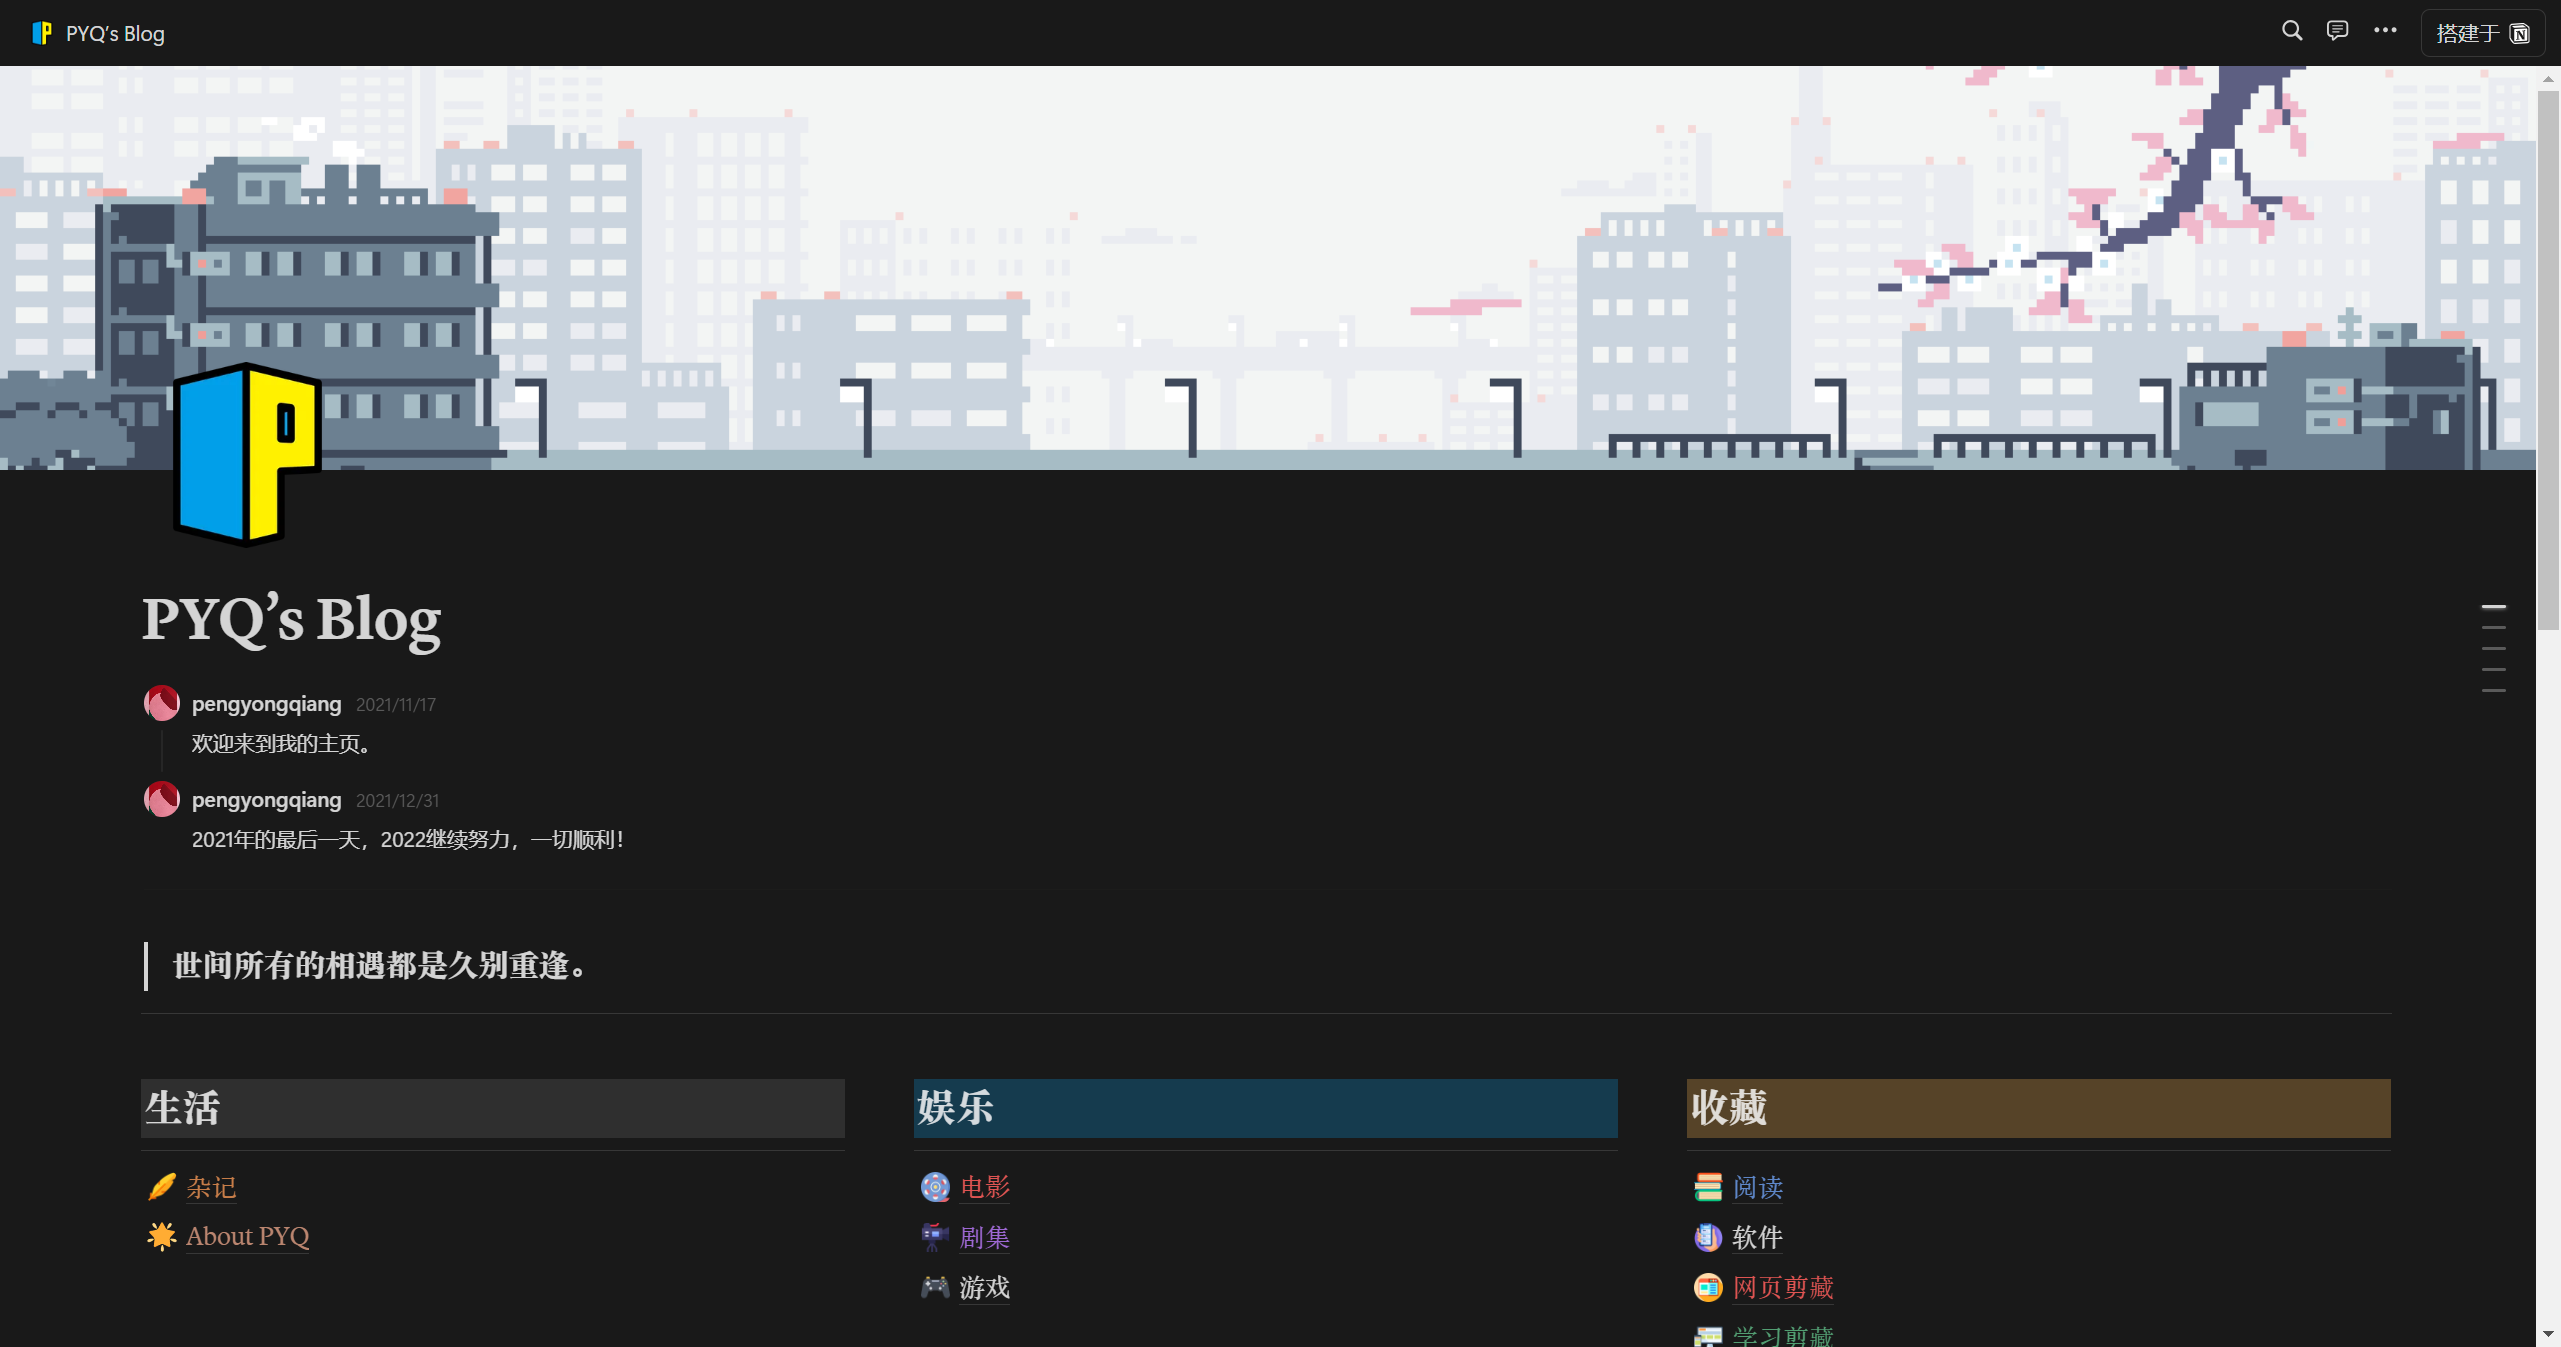 PYQ’s Blog
搭建于
PYQ’s Blog
pengyongqiang 2021/11/17
欢迎来到我的主页。
pengyongqiang 2021/12/31
2021年的最后一天，2022继续努力，一切顺利！
世间所有的相遇都是久别重逢。
生活
杂记
About PYQ
娱乐
电影
剧集
游戏
收藏
阅读
软件
网页剪藏
学习剪藏